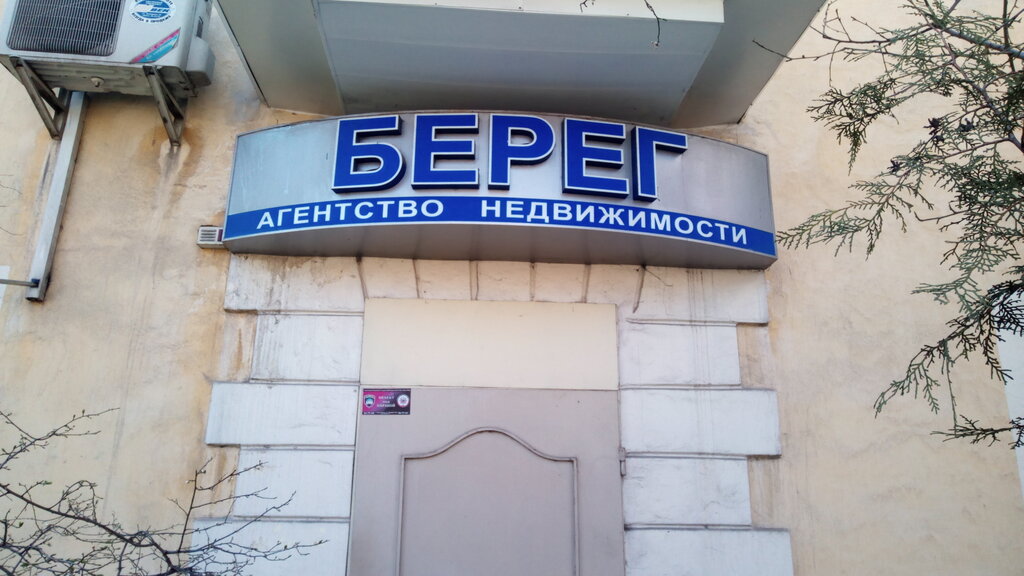 БЕРЕГ
АГЕНТСТВО НЕДВИЖИМОСТИ